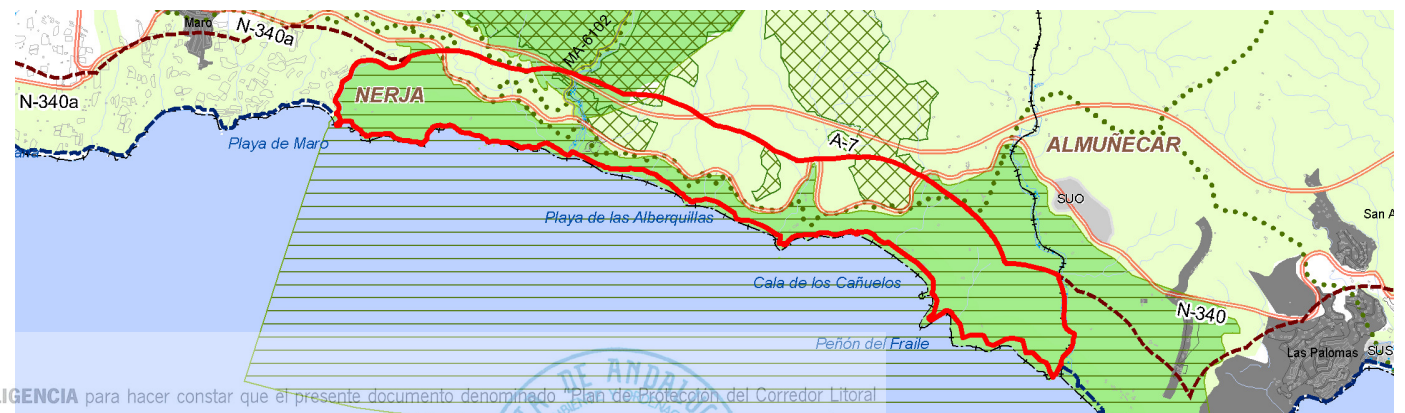 Maro
N-340a
MA-6102
N-340a
NERJA
Playa de Maro
A-7
ALMUÑECAR
SUO
San A
Playa de las Alberquillas
Cala de los Cañuelos
N-340
Peñón del Fraile
Las Palomas
SUS
LIGENCIA para hacer constar que el presente documento denominado "Plan de Protección del Corredor Litoral
DE ANDALUC